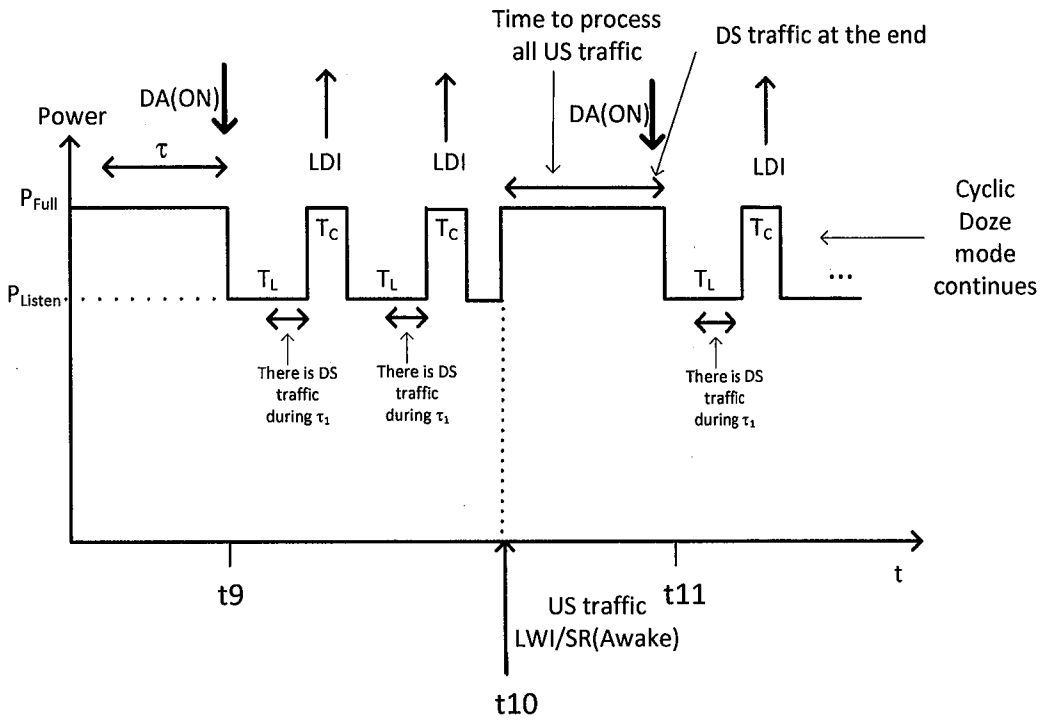 Time to process
all US traffic
DS traffic at the end
DA(ON)
DA(ON)
Power
τ
LDI
LDI
LDI
PFull
TC
TC
TC
Cyclic
Doze
mode
continues
TL
TL
TL
...
PListen
There is DS
traffic
during τ1
There is DS
traffic
during τ1
There is DS
traffic
during τ1
t
t9
t11
US traffic
LWI/SR(Awake)
t10